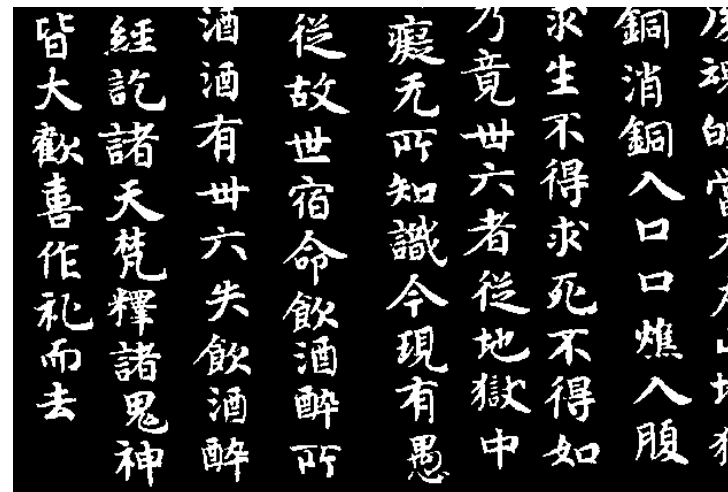 銅消銅入口口燋入腹
求生不得求死不得如
乃竟卅六者從地獄中
癡无所知識今現有愚
從故世宿命飲酒醉所
酒酒有卅六失飲酒醉
經訖諸天梵釋諸鬼神
皆大歡喜作礼而去